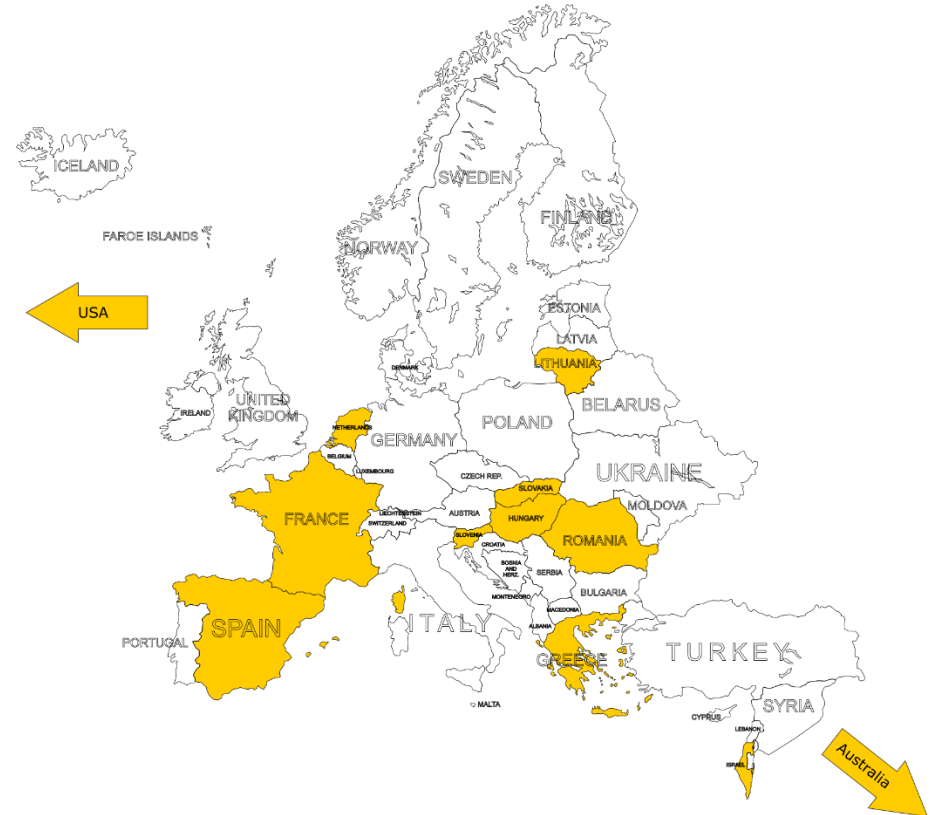 ICELAND
SWEDEN
FINLAND
FAROE ISLANDS
NORWAY
USA
ESTONIA
LATVIA
LITHUANIA
DENMARK
UNITED
KINGDOM
IRELAND
BELARUS
POLAND
NETHERLANDS
GERMANY
BELGIUM
LUXEMBOURG
CZECH REP.
UKRAINE
SLOVAKIA
MOLDOVA
FRANCE
LIECHTENSTEIN
SWITZERLAND
AUSTRIA
HUNGARY
SLOVENIA
CROATIA
ROMANIA
BOSNIA
AND
HERZ.
SERBIA
BULGARIA
MONTENEGRO
MACEDONIA
ALBANIA
SPAIN
PORTUGAL
ITALY
GREECE
TURKEY
MALTA
CYPRUS
SYRIA
LEBANON
ISRAEL
Australia